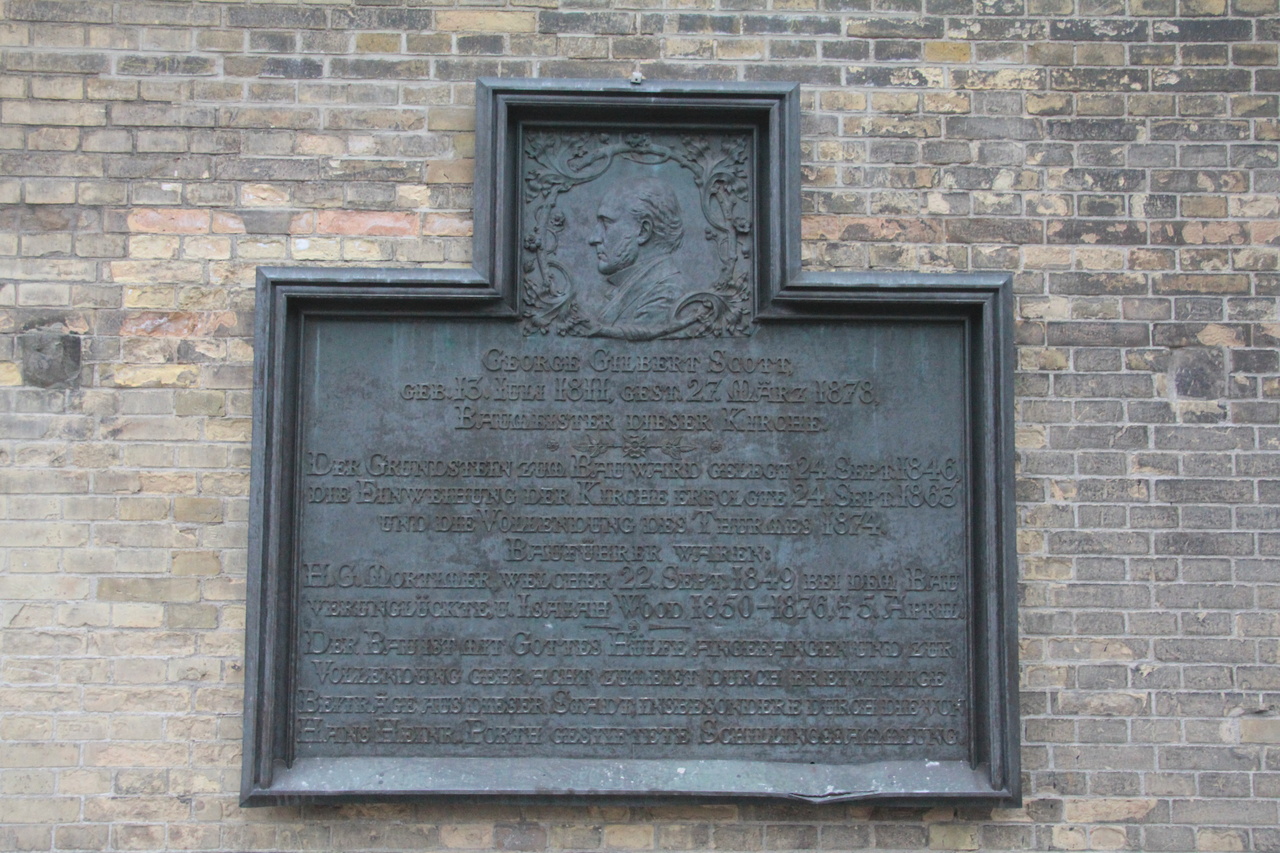 GEORGE GILBERT SCOTT,
GEB. 13. IULI 1811, GEST. 27. MÄRZ 1878.
BAUMEISTER DIESER KIRCHE.
DER GRUNDSTEIN ZUM BAU WARD GELEGT 24. SEPT. 1846,
DIE EINWEIHUNG DER KIRCHE ERFOLGTE 24. SEPT. 1863
UND DIE VOLLENDUNG DES THURMES 1874.
BAUFÜHRER WAREN:
H. G. MORTIMER WELCHER 22. SEPT. 1849 BEI DEM BAU
VERUNGLÜCKTE, U. ISAIAH WOOD 1850–1876, † 5. APRIL
DER BAU IST MIT GOTTES HÜLFE ANGEFANGEN UND ZUR
VOLLENDUNG GEBRACHT ZUMEIST DURCH FREIWILLIGE
BEITRÄGE AUS DIESER STADT, INSBESONDERE DURCH DIE VON
HANS HEINR. PORTH GESTIFTETE SCHILLINGSSAMMLUNG